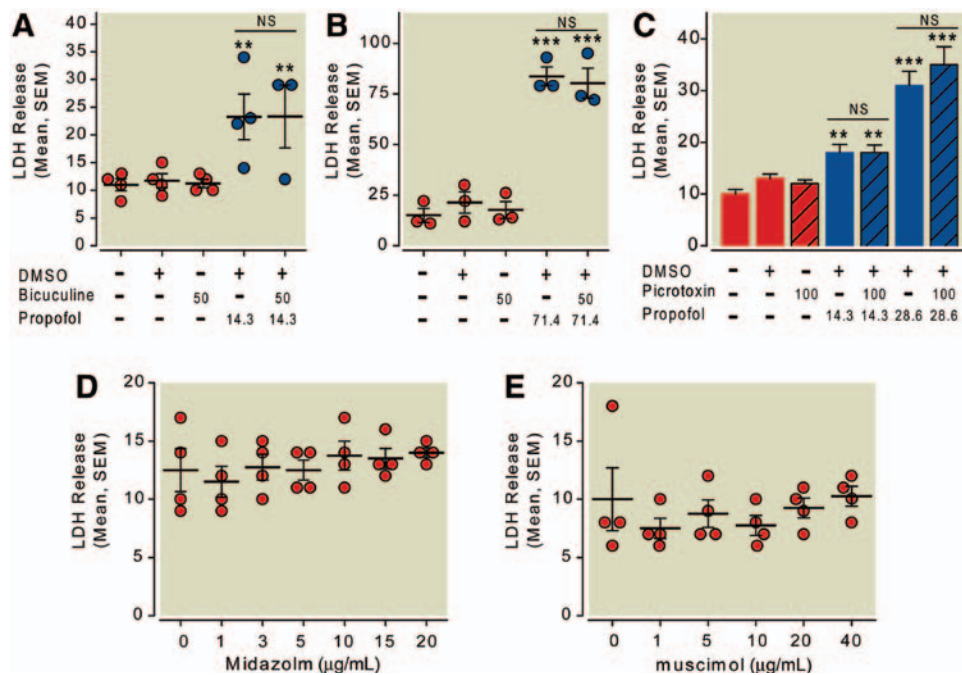 A
LDH Release
(Mean, SEM)
40
35
30
25
20
15
10
5
0
NS
**
**
DMSO - + - + +
Bicuculine - - 50 - 50
Propofol - - - 14.3 14.3
B
LDH Release
(Mean, SEM)
100
75
50
25
0
NS
***
***
- + - + +
- - 50 - 50
- - - 71.4 71.4
C
LDH Release
(Mean, SEM)
40
30
20
10
0
NS
***
***
NS
**
**
DMSO - + - + + + +
Picrotoxin - - 100 - 100 - 100
Propofol - - - 14.3 14.3 28.6 28.6
D
LDH Release
(Mean, SEM)
20
15
10
5
0
0 1 3 5 10 15 20
Midazolm (µg/mL)
E
LDH Release
(Mean, SEM)
20
15
10
5
0
0 1 5 10 20 40
muscimol (µg/mL)